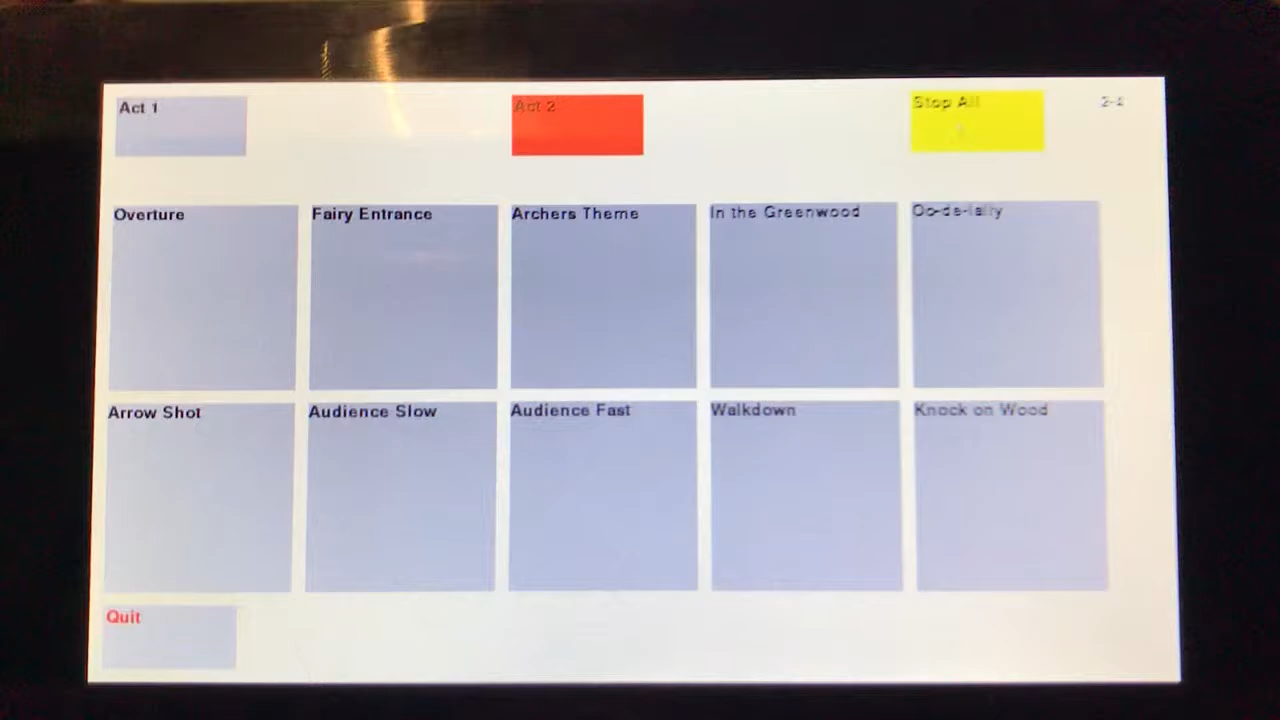 Act 1
Act 2
Stop All
Overture
Fairy Entrance
Archers Theme
In the Greenwood
Oo-de-lally
Arrow Shot
Audience Slow
Audience Fast
Walkdown
Knock on Wood
Quit